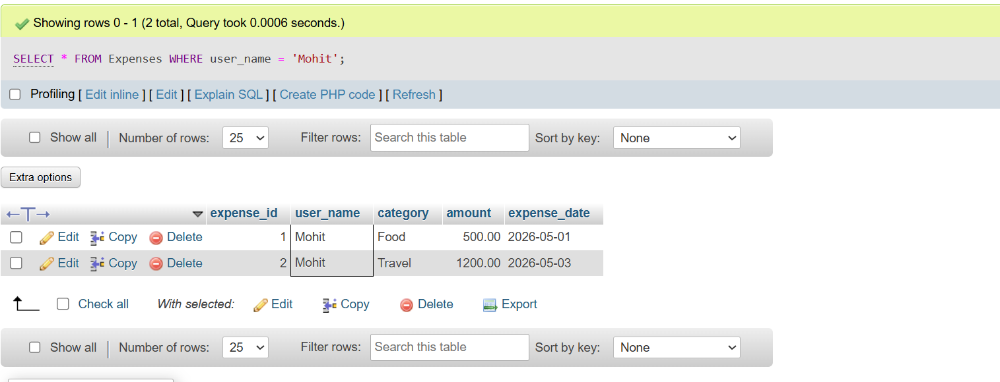 Showing rows 0 - 1 (2 total, Query took 0.0006 seconds.)
SELECT * FROM Expenses WHERE user_name = 'Mohit';
Profiling [ Edit inline ] [ Edit ] [ Explain SQL ] [ Create PHP code ] [ Refresh ]
Show all | Number of rows: 25 Filter rows: Search this table Sort by key: None
Extra options
←T→ expense_id user_name category amount expense_date
Edit Copy Delete 1 Mohit Food 500.00 2026-05-01
Edit Copy Delete 2 Mohit Travel 1200.00 2026-05-03
Check all With selected: Edit Copy Delete Export
Show all | Number of rows: 25 Filter rows: Search this table Sort by key: None